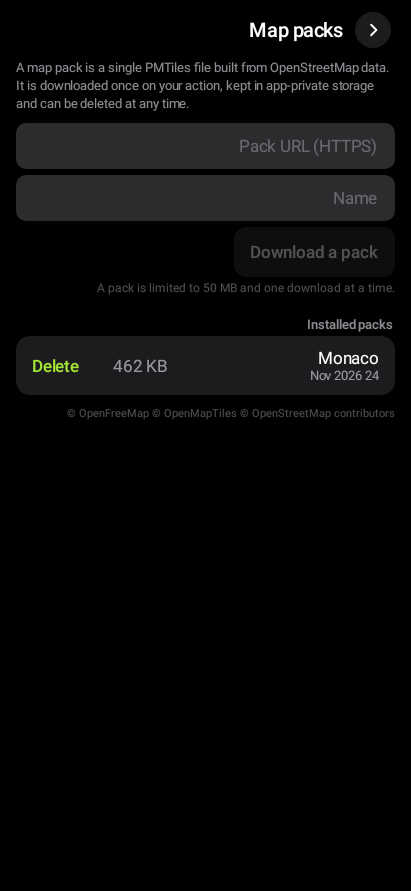 Map packs
A map pack is a single PMTiles file built from OpenStreetMap data.
It is downloaded once on your action, kept in app-private storage
and can be deleted at any time.
Pack URL (HTTPS)
Name
Download a pack
A pack is limited to 50 MB and one download at a time.
Installed packs
Monaco
Nov 2026 24
462 KB
Delete
© OpenFreeMap © OpenMapTiles © OpenStreetMap contributors